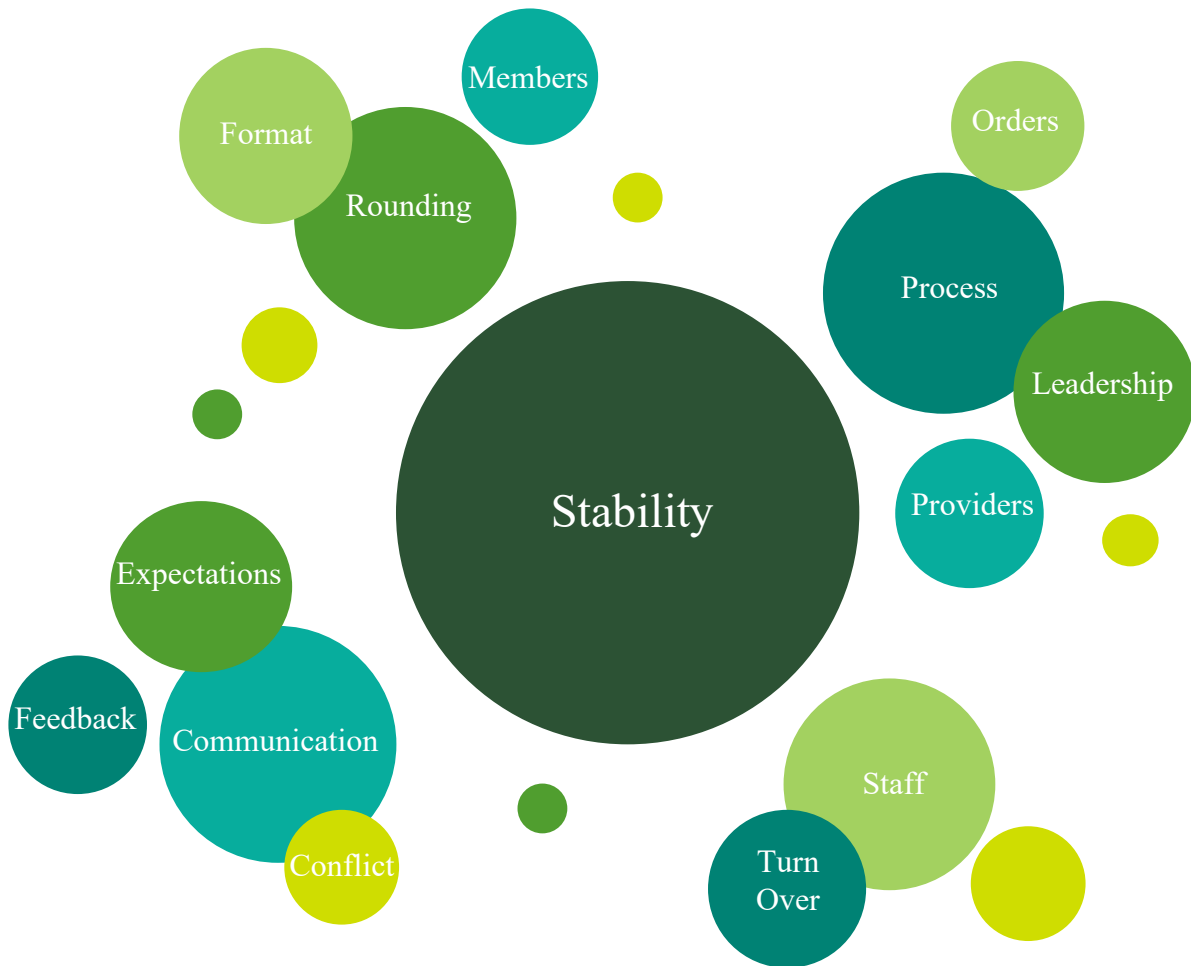 Members
Format
Orders
Rounding
Process
Leadership
Providers
Stability
Expectations
Feedback
Communication
Staff
Conflict
Turn
Over